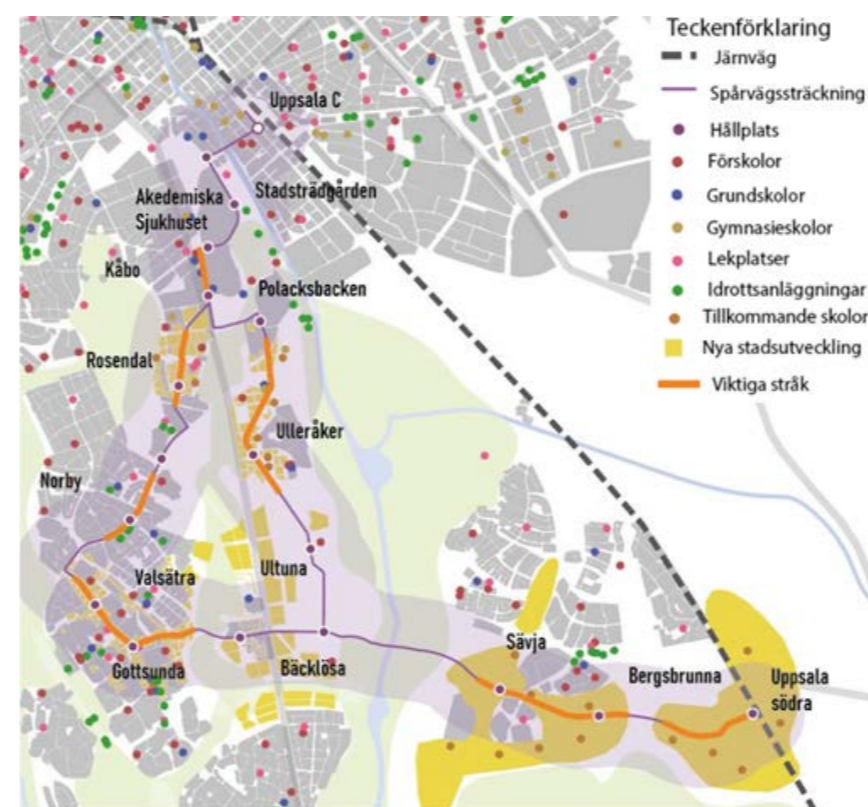 Teckenförklaring
Järnväg
Spårvägssträckning
Hållplats
Förskolor
Grundskolor
Gymnasieskolor
Lekplatser
Idrottsanläggningar
Tillkommande skolor
Nya stadsutveckling
Viktiga stråk
Uppsala C
Akedemiska
Sjukhuset
Stadsträdgården
Kåbo
Polacksbacken
Rosendal
Ulleråker
Norby
Valsätra
Ultuna
Gottsunda
Bäcklösa
Sävja
Bergsbrunna
Uppsala
södra